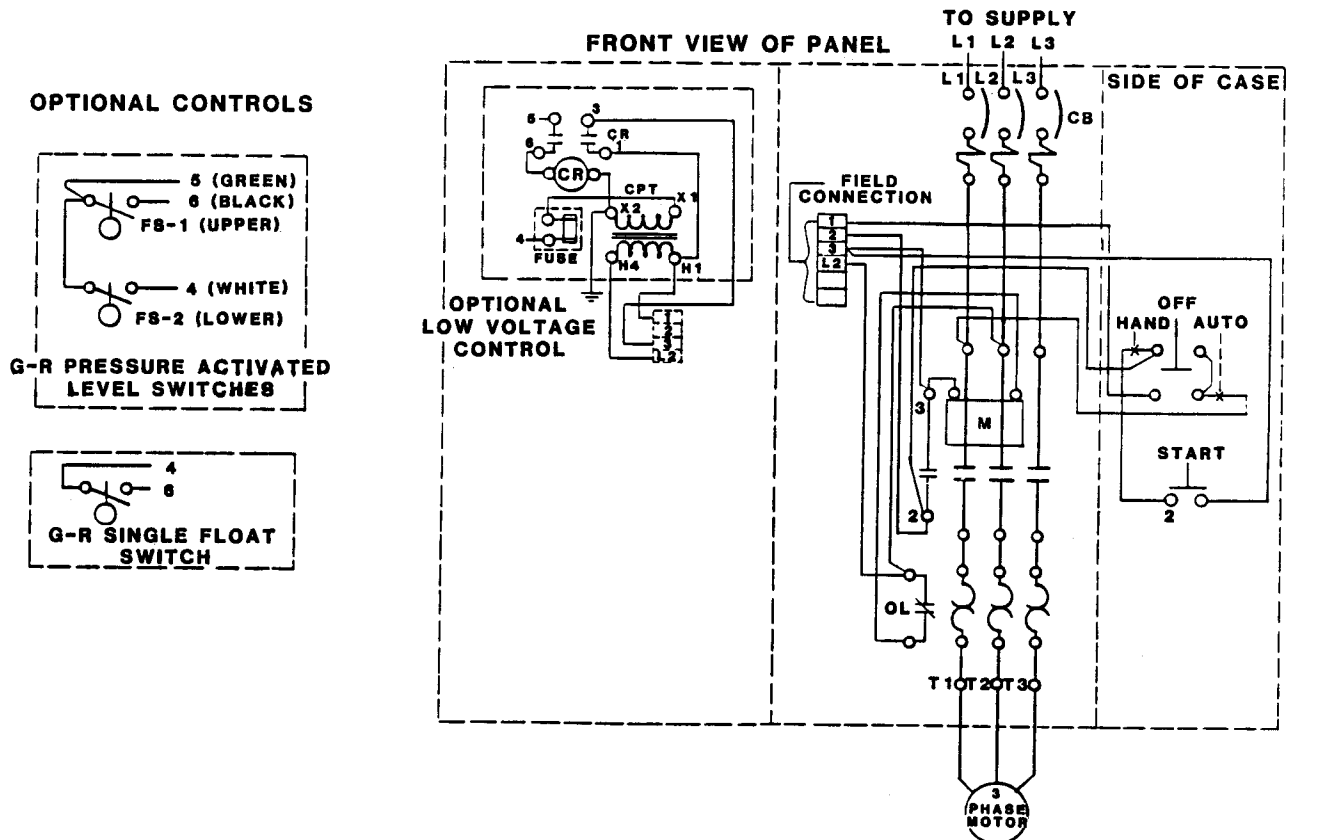 TO SUPPLY
L1 L2 L3
FRONT VIEW OF PANEL
L1 L2 L3
SIDE OF CASE
CB
OPTIONAL CONTROLS
5 (GREEN)
6 (BLACK)
FS-1 (UPPER)
4 (WHITE)
FS-2 (LOWER)
G-R PRESSURE ACTIVATED
LEVEL SWITCHES
4
6
G-R SINGLE FLOAT
SWITCH
5
3
CR
6
1
CR
CPT
X2
X1
4
FUSE
H4
H1
OPTIONAL
LOW VOLTAGE
CONTROL
1
2
3
L2
FIELD
CONNECTION
1
2
3
L2
OFF
HAND AUTO
3
M
START
2
2
OL
T1 T2 T3
3
PHASE
MOTOR